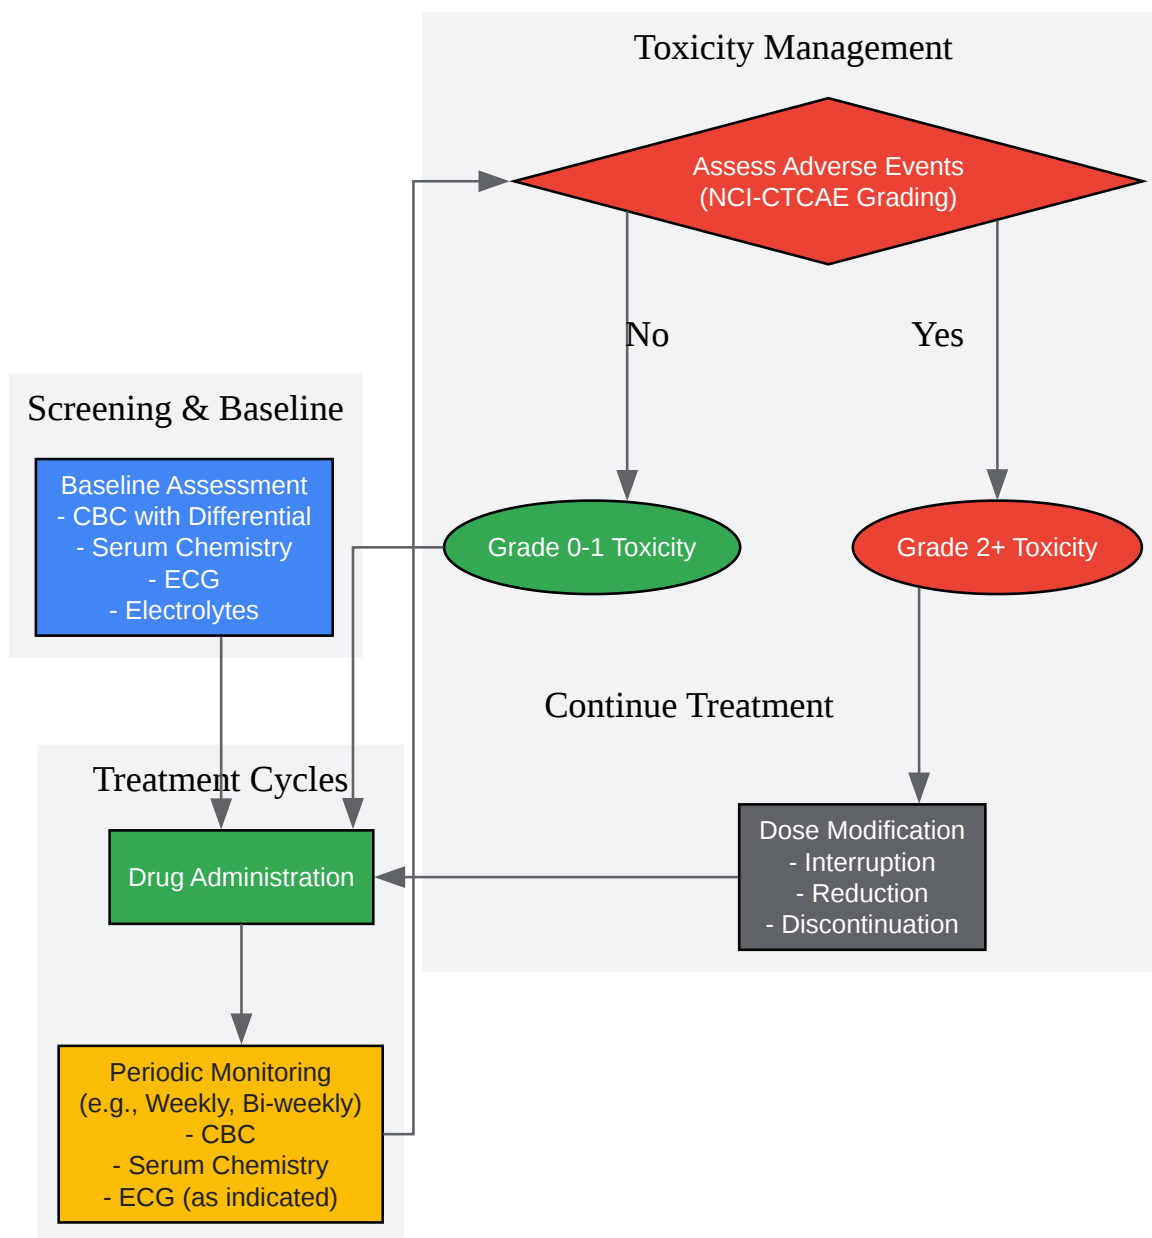 Toxicity Management
Assess Adverse Events
(NCI-CTCAE Grading)
No
Yes
Screening & Baseline
Baseline Assessment
- CBC with Differential
- Serum Chemistry
- ECG
- Electrolytes
Grade 0-1 Toxicity
Grade 2+ Toxicity
Continue Treatment
Treatment Cycles
Drug Administration
Dose Modification
- Interruption
- Reduction
- Discontinuation
Periodic Monitoring
(e.g., Weekly, Bi-weekly)
- CBC
- Serum Chemistry
- ECG (as indicated)